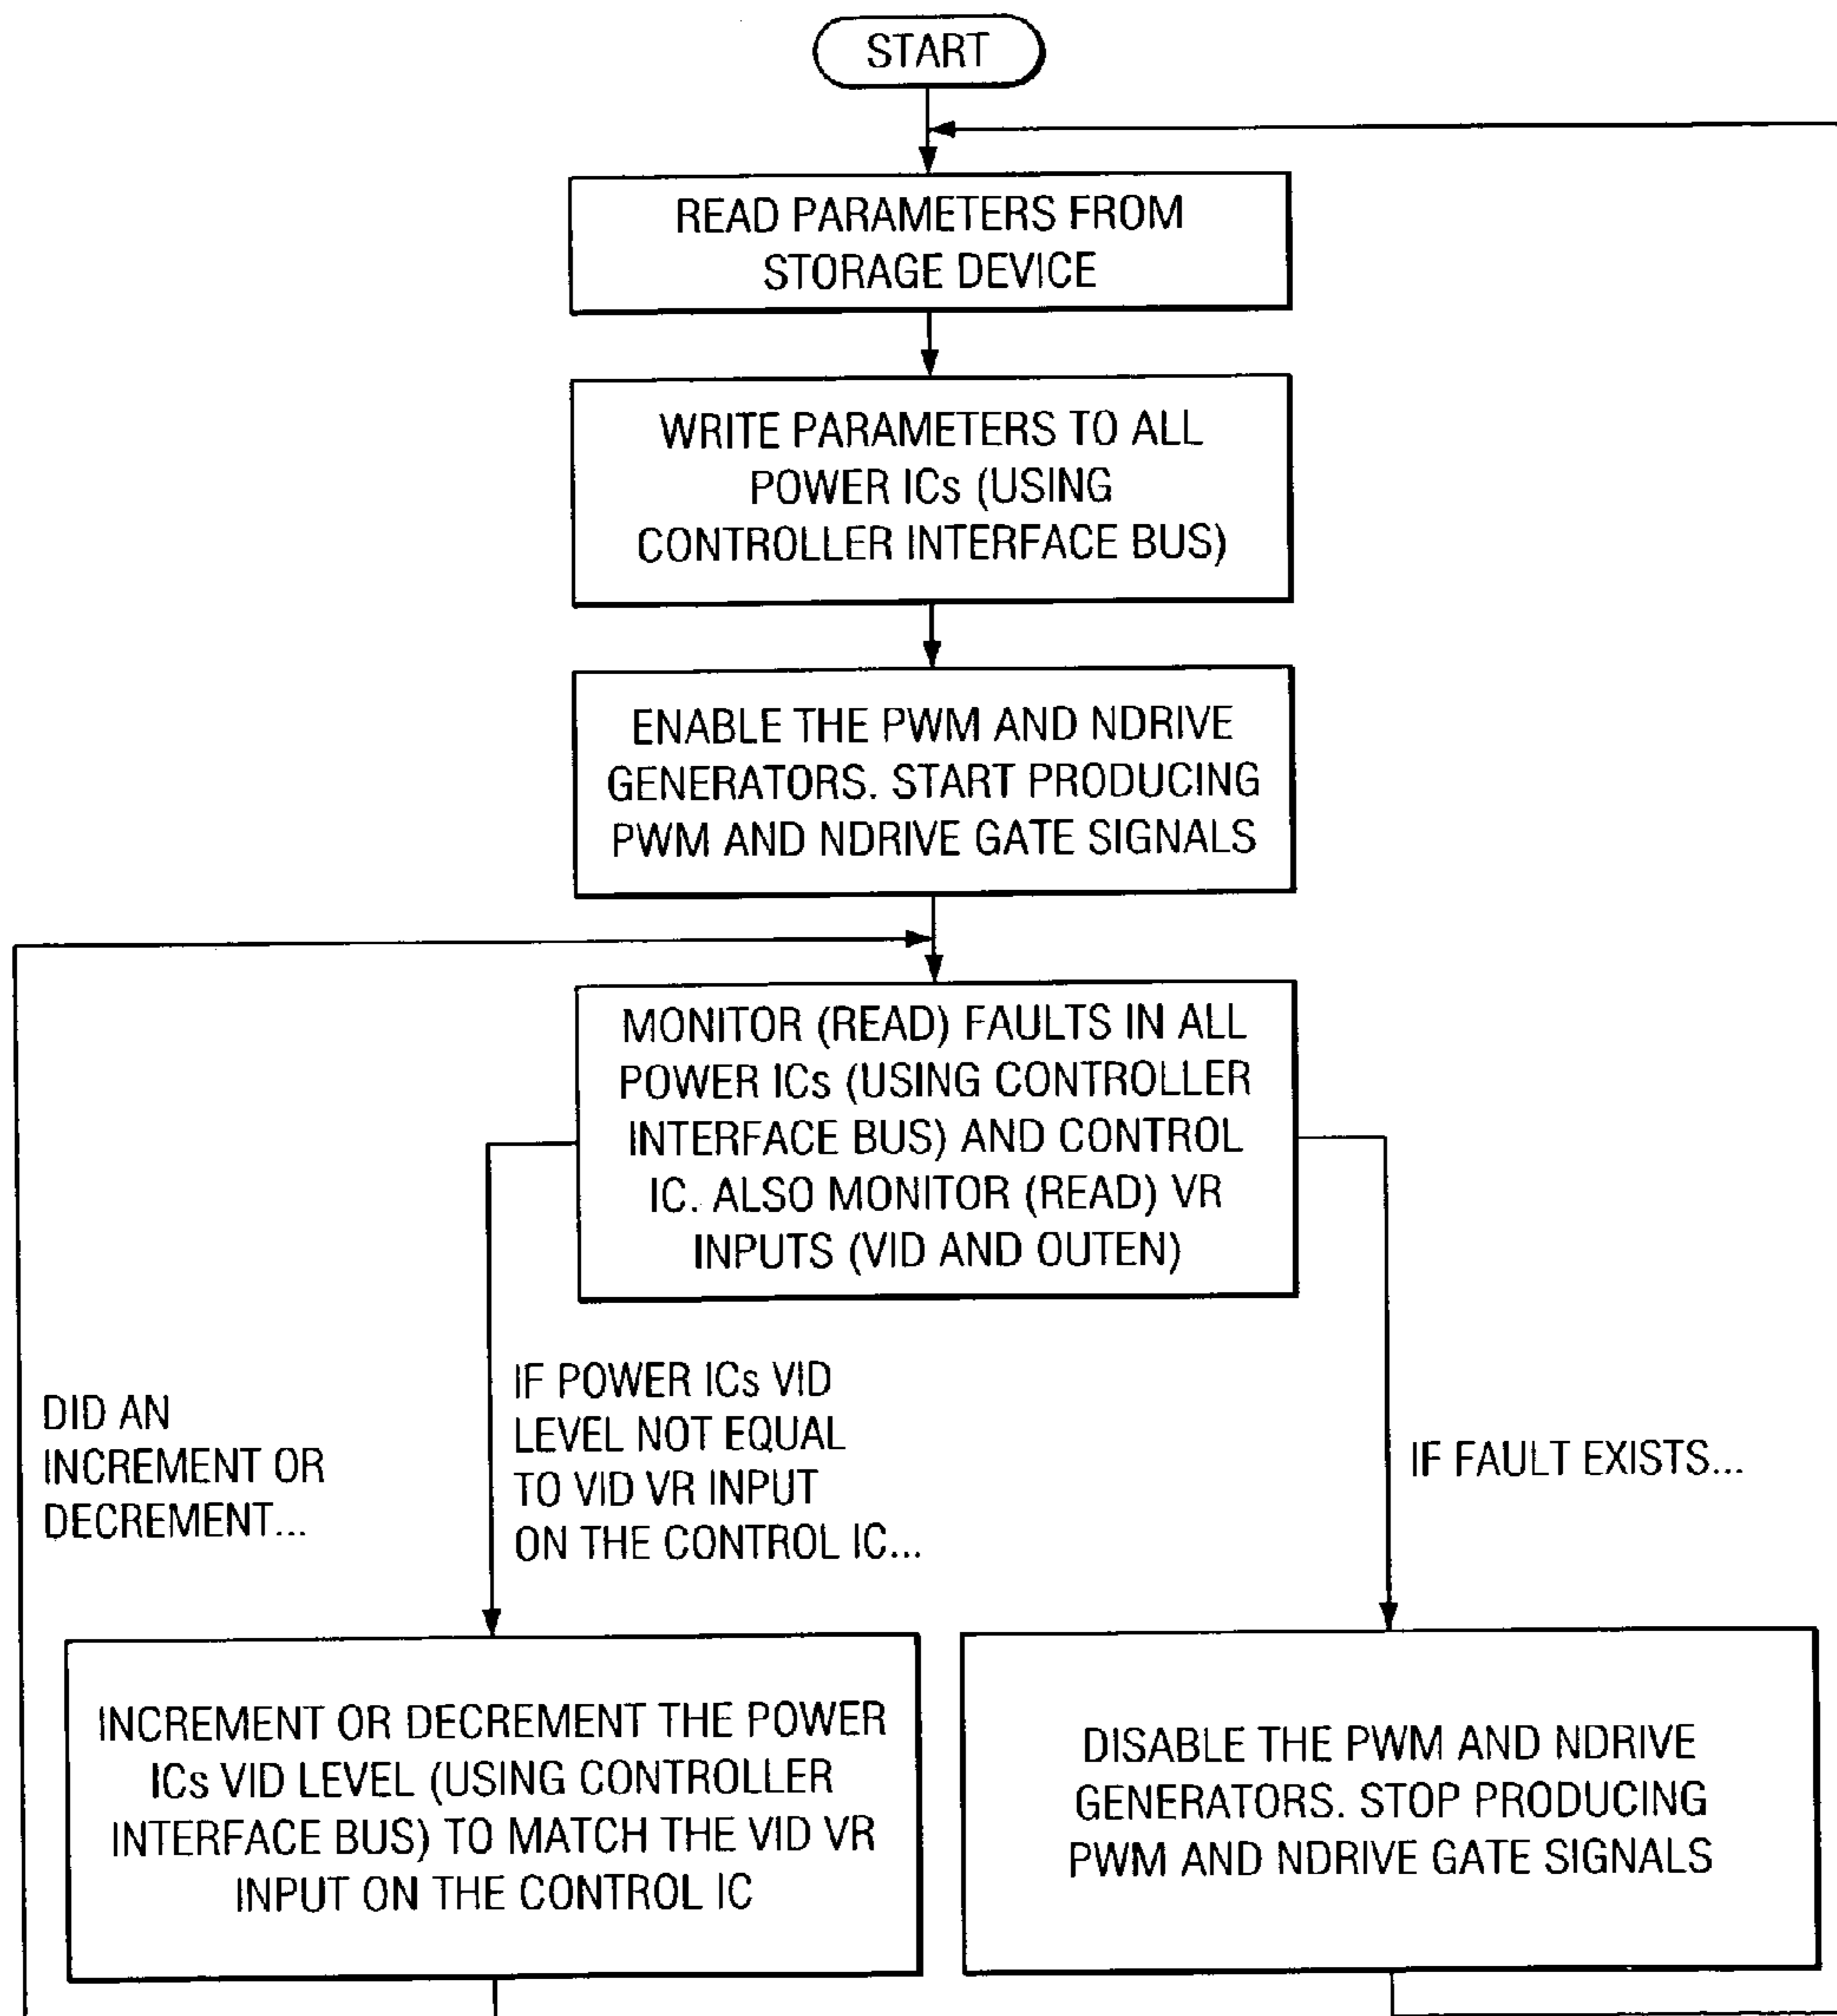 START
READ PARAMETERS FROM
STORAGE DEVICE
WRITE PARAMETERS TO ALL
POWER ICs (USING
CONTROLLER INTERFACE BUS)
ENABLE THE PWM AND NDRIVE
GENERATORS. START PRODUCING
PWM AND NDRIVE GATE SIGNALS
MONITOR (READ) FAULTS IN ALL
POWER ICs (USING CONTROLLER
INTERFACE BUS) AND CONTROL
IC. ALSO MONITOR (READ) VR
INPUTS (VID AND OUTEN)
DID AN
INCREMENT OR
DECREMENT...
IF POWER ICs VID
LEVEL NOT EQUAL
TO VID VR INPUT
ON THE CONTROL IC...
IF FAULT EXISTS...
INCREMENT OR DECREMENT THE POWER
ICs VID LEVEL (USING CONTROLLER
INTERFACE BUS) TO MATCH THE VID VR
INPUT ON THE CONTROL IC
DISABLE THE PWM AND NDRIVE
GENERATORS. STOP PRODUCING
PWM AND NDRIVE GATE SIGNALS